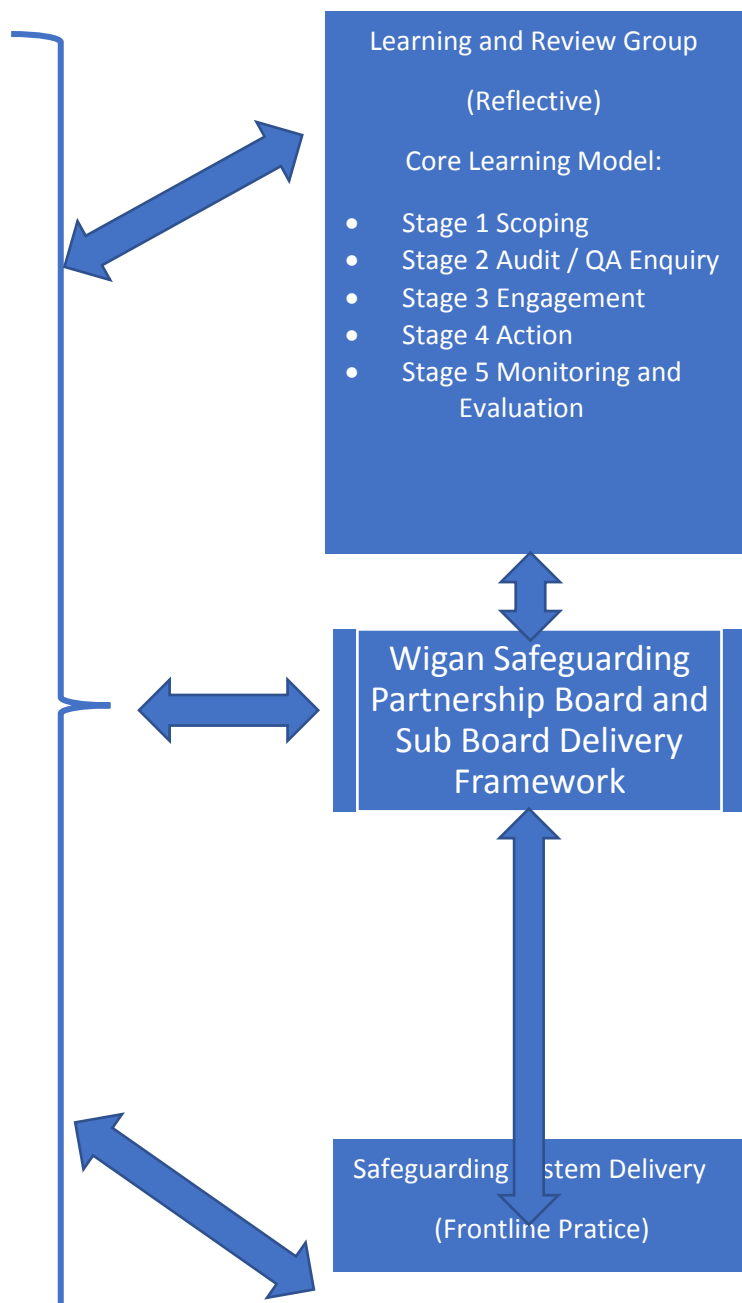 Learning and Review Group
(Reflective)
Core Learning Model:
• Stage 1 Scoping
• Stage 2 Audit / QA Enquiry
• Stage 3 Engagement
• Stage 4 Action
• Stage 5 Monitoring and
Evaluation
Wigan Safeguarding
Partnership Board and
Sub Board Delivery
Framework
Safeguarding stem Delivery
(Frontline Pratice)